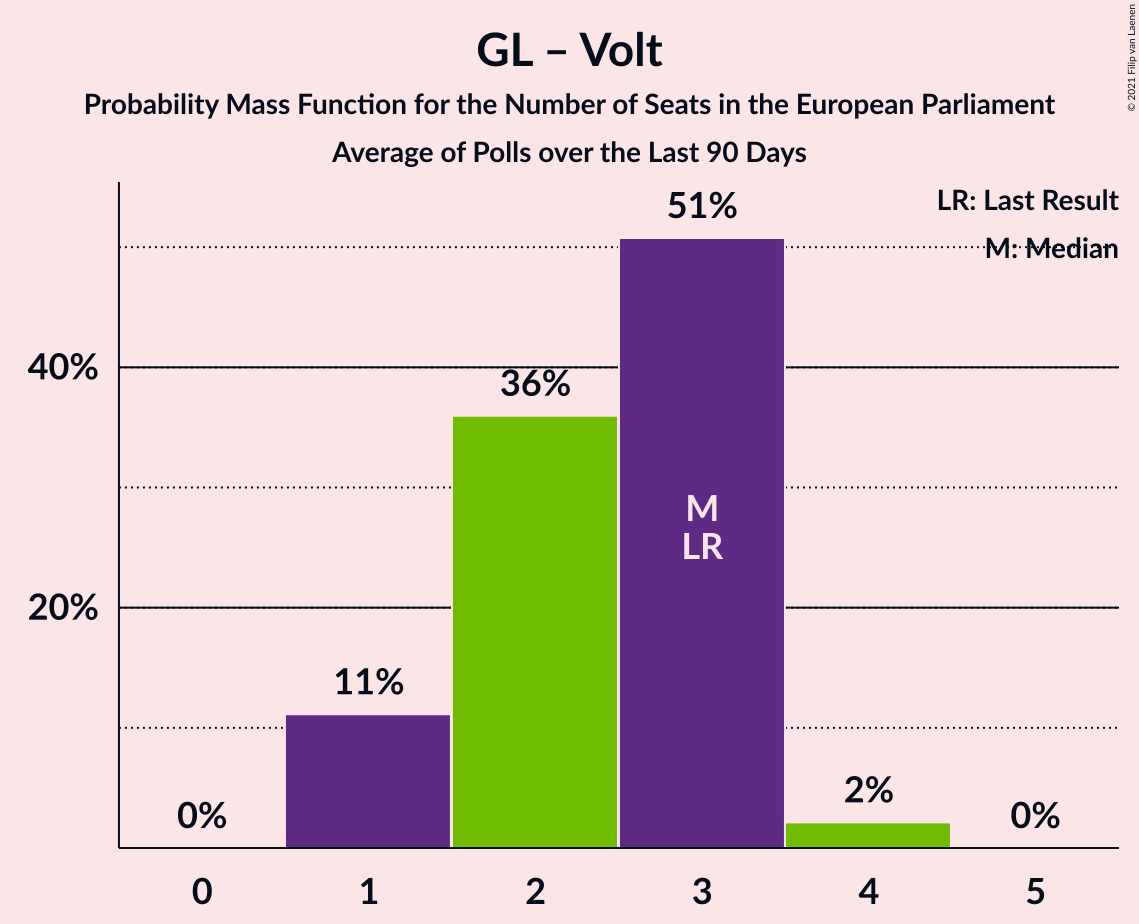 GL – Volt
Probability Mass Function for the Number of Seats in the European Parliament
Average of Polls over the Last 90 Days
© 2021 Filip van Laenen
LR: Last Result
M: Median
51%
40%
36%
M
LR
20%
11%
2%
0%
0%
0 1 2 3 4 5